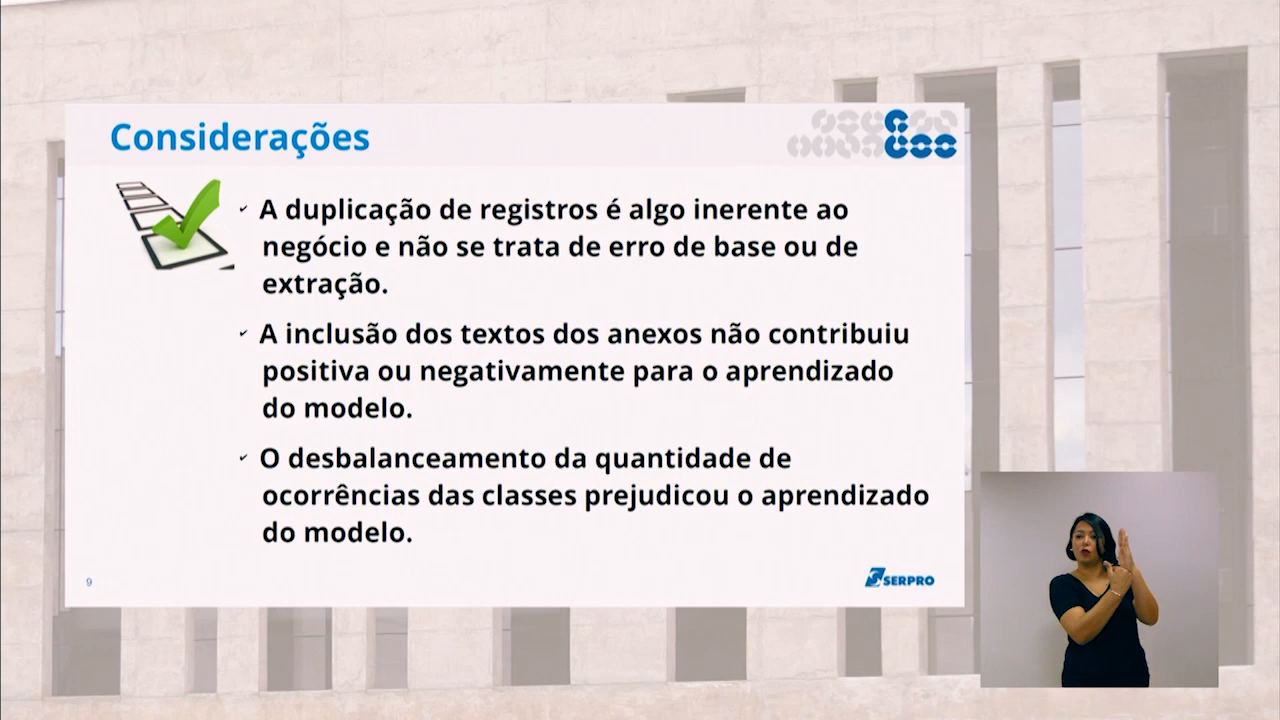 Considerações
A duplicação de registros é algo inerente ao
negócio e não se trata de erro de base ou de
extração.
A inclusão dos textos dos anexos não contribuiu
positiva ou negativamente para o aprendizado
do modelo.
O desbalanceamento da quantidade de
ocorrências das classes prejudicou o aprendizado
do modelo.
9
SERPRO